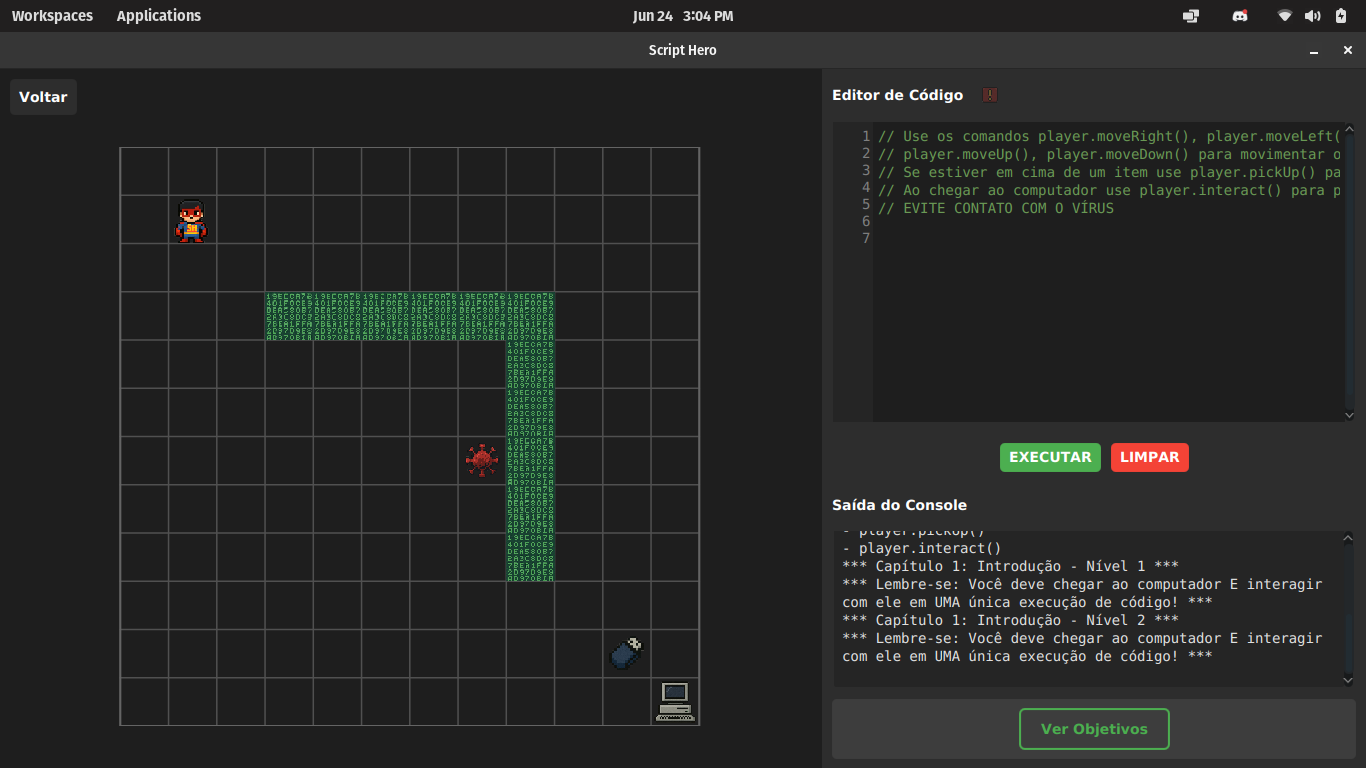 Workspaces Applications Jun 24 3:04 PM
Script Hero
Voltar
Editor de Código
1 // Use os comandos player.moveRight(), player.moveLeft(
2 // player.moveUp(), player.moveDown() para movimentar o
3 // Se estiver em cima de um item use player.pickUp() pa
4 // Ao chegar ao computador use player.interact() para p
5 // EVITE CONTATO COM O VÍRUS
6
7
EXECUTAR LIMPAR
Saída do Console
- player.pickUp()
- player.interact()
*** Capítulo 1: Introdução - Nível 1 ***
*** Lembre-se: Você deve chegar ao computador E interagir
com ele em UMA única execução de código! ***
*** Capítulo 1: Introdução - Nível 2 ***
*** Lembre-se: Você deve chegar ao computador E interagir
com ele em UMA única execução de código! ***
Ver Objetivos